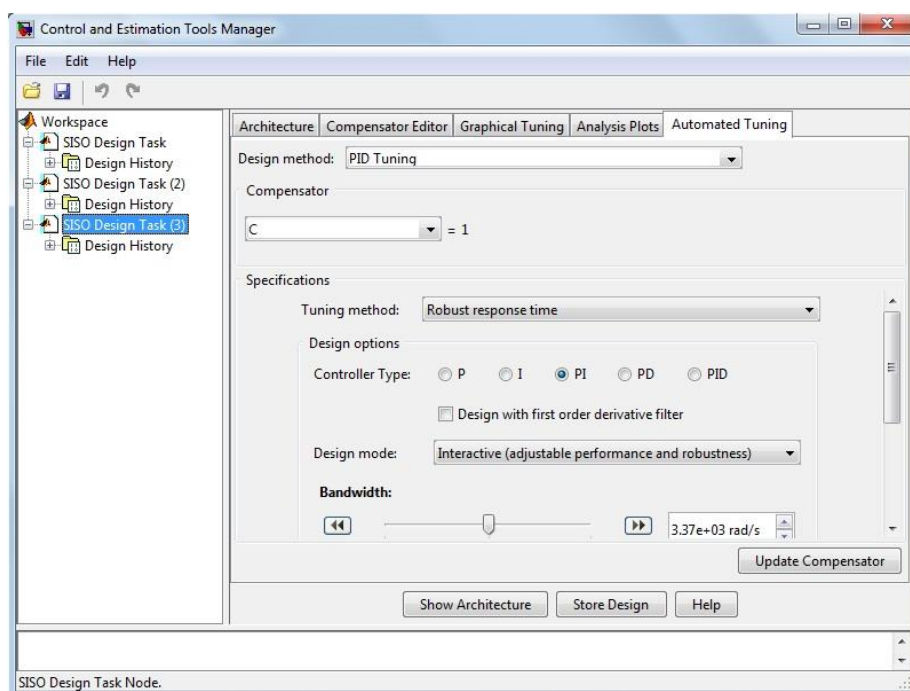 Control and Estimation Tools Manager
File Edit Help
Workspace
SISO Design Task
Design History
SISO Design Task (2)
Design History
SISO Design Task (3)
Design History
Architecture Compensator Editor Graphical Tuning Analysis Plots Automated Tuning
Design method: PID Tuning
Compensator
C = 1
Specifications
Tuning method: Robust response time
Design options
Controller Type: P I PI PD PID
Design with first order derivative filter
Design mode: Interactive (adjustable performance and robustness)
Bandwidth:
3.37e+03 rad/s
Update Compensator
Show Architecture Store Design Help
SISO Design Task Node.